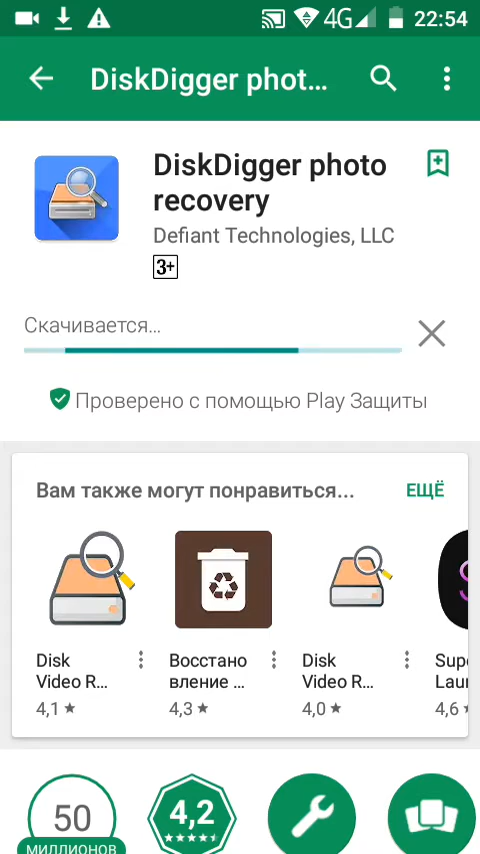 4G 22:54
DiskDigger phot...
DiskDigger photo
recovery
Defiant Technologies, LLC
3+
Скачивается...
Проверено с помощью Play Защиты
Вам также могут понравиться...
ЕЩЁ
Disk
Video R...
4,1 ★
Восстано
вление ...
4,3 ★
Disk
Video R...
4,0 ★
Supe
Laun
4,6 ★
50
МИЛЛИОНОВ
4,2